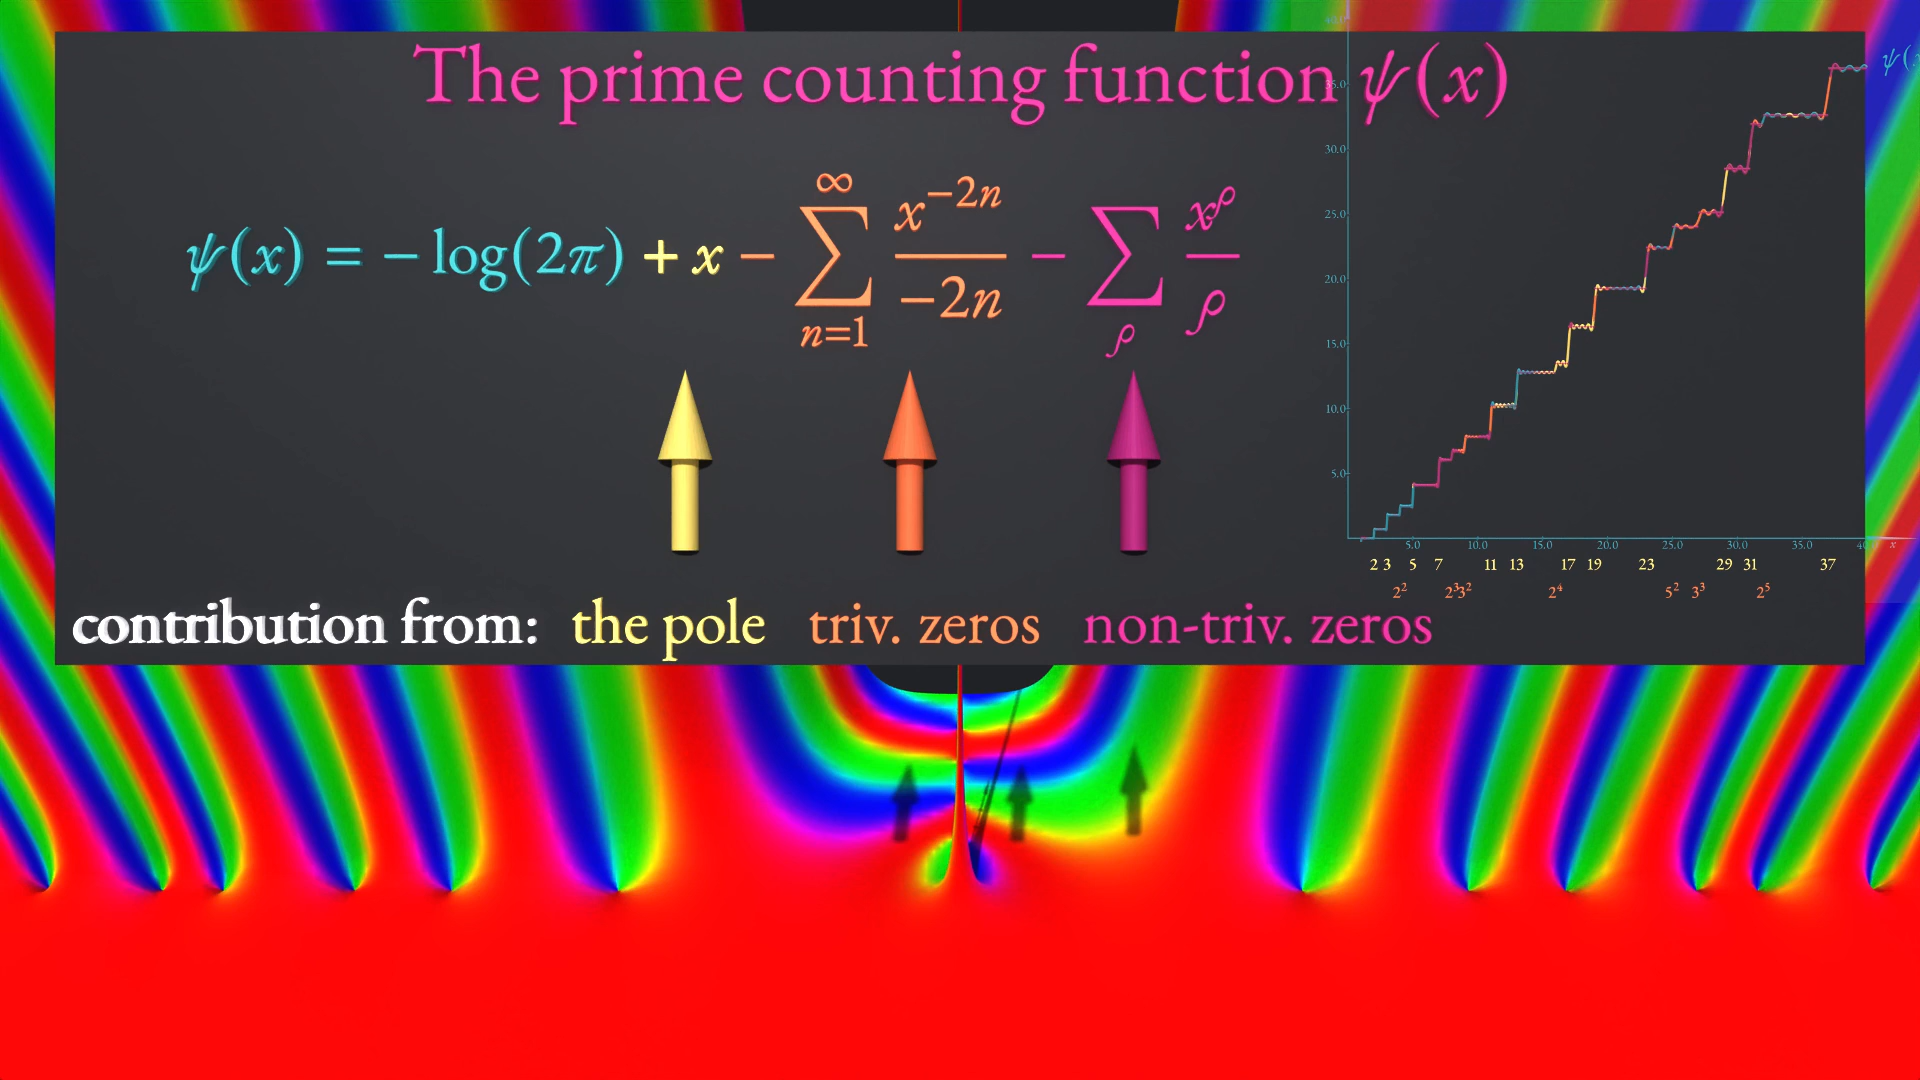 The prime counting function ψ(x)
ψ(x) = − log(2π) + x − ∑_{n=1}^{∞} x^{−2n}/−2n − ∑_{ρ} x^ρ/ρ
contribution from: the pole triv. zeros non-triv. zeros
ψ(
35.0
30.0
25.0
20.0
15.0
10.0
5.0
5.0 10.0 15.0 20.0 25.0 30.0 35.0 x
2 3 5 7 11 13 17 19 23 29 31 37
2² 2³ 3² 2⁴ 5² 3³ 2⁵